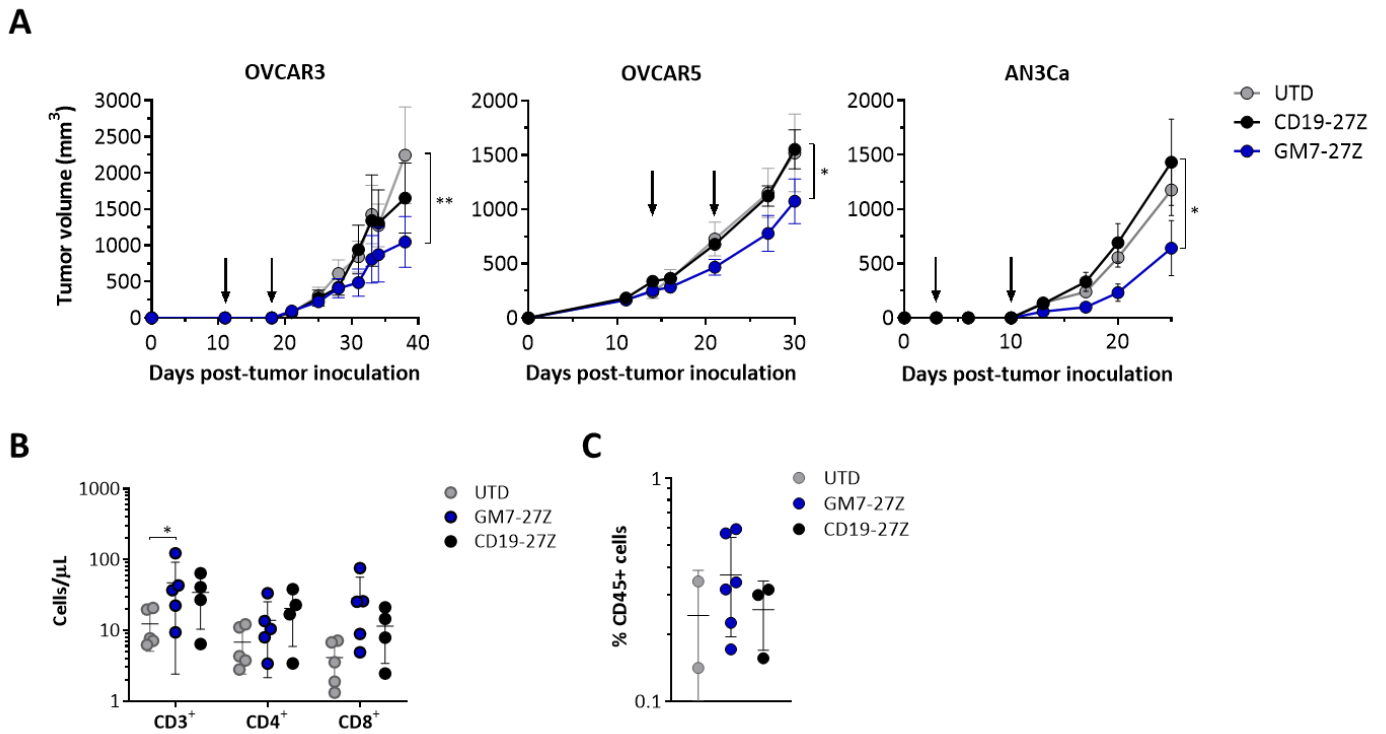 A
OVCAR3
OVCAR5
AN3Ca
UTD
CD19-27Z
GM7-27Z
Tumor volume (mm³)
3000
2500
2000
1500
1000
500
0
0 10 20 30 40
Days post-tumor inoculation
**
2000
1500
1000
500
0
0 10 20 30
Days post-tumor inoculation
*
2000
1500
1000
500
0
0 10 20
Days post-tumor inoculation
*
B
Cells/µL
1000
100
10
1
*
CD3⁺ CD4⁺ CD8⁺
UTD
GM7-27Z
CD19-27Z
C
% CD45+ cells
1
0.1
UTD
GM7-27Z
CD19-27Z